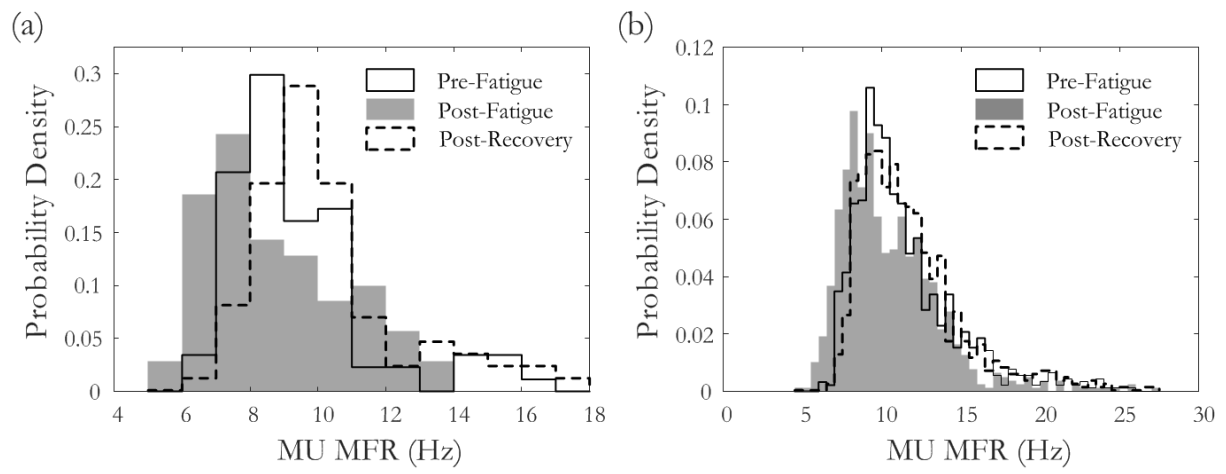 (a)
Probability Density
0.3
0.25
0.2
0.15
0.1
0.05
0
4 6 8 10 12 14 16 18
MU MFR (Hz)
Pre-Fatigue
Post-Fatigue
Post-Recovery
(b)
Probability Density
0.12
0.1
0.08
0.06
0.04
0.02
0
0 5 10 15 20 25 30
MU MFR (Hz)
Pre-Fatigue
Post-Fatigue
Post-Recovery